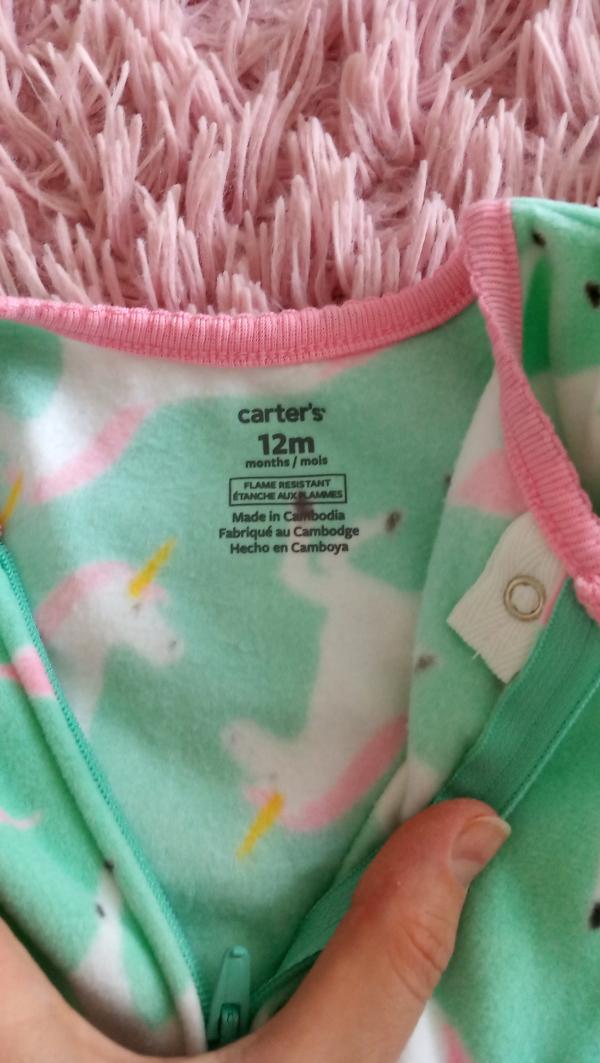 carter's
12m
months / mois
FLAME RESISTANT
ÉTANCHE AUX FLAMMES
Made in Cambodia
Fabriqué au Cambodge
Hecho en Camboya